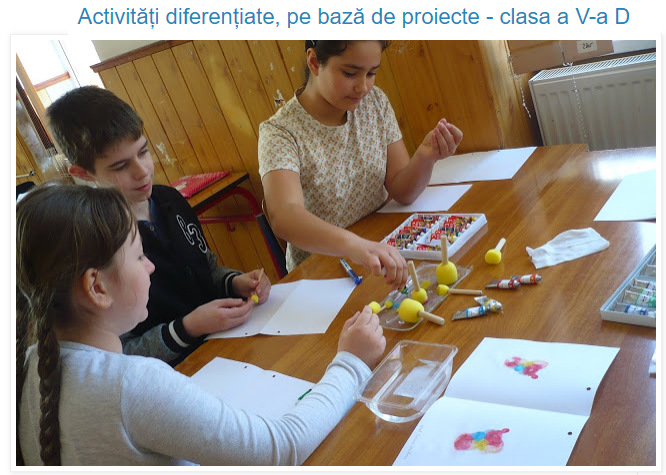 Activități diferențiate, pe bază de proiecte - clasa a V-a D